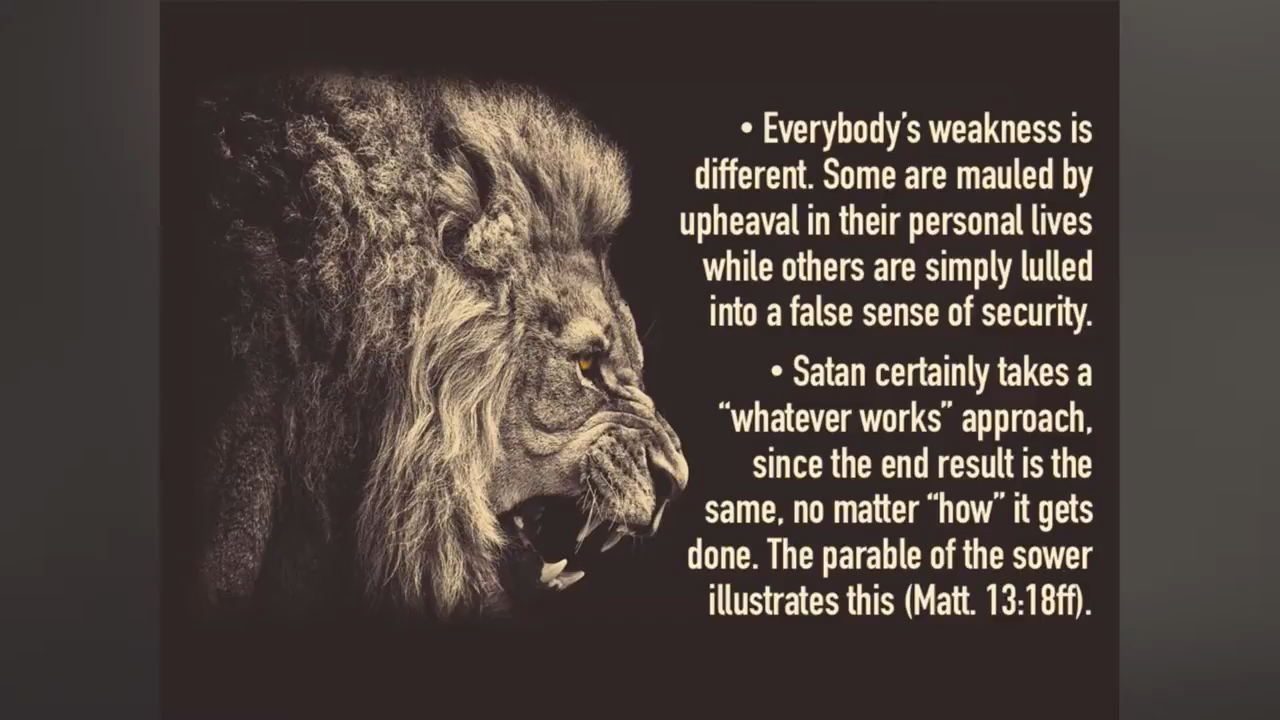 • Everybody’s weakness is
different. Some are mauled by
upheaval in their personal lives
while others are simply lulled
into a false sense of security.
• Satan certainly takes a
“whatever works” approach,
since the end result is the
same, no matter “how” it gets
done. The parable of the sower
illustrates this (Matt. 13:18ff).